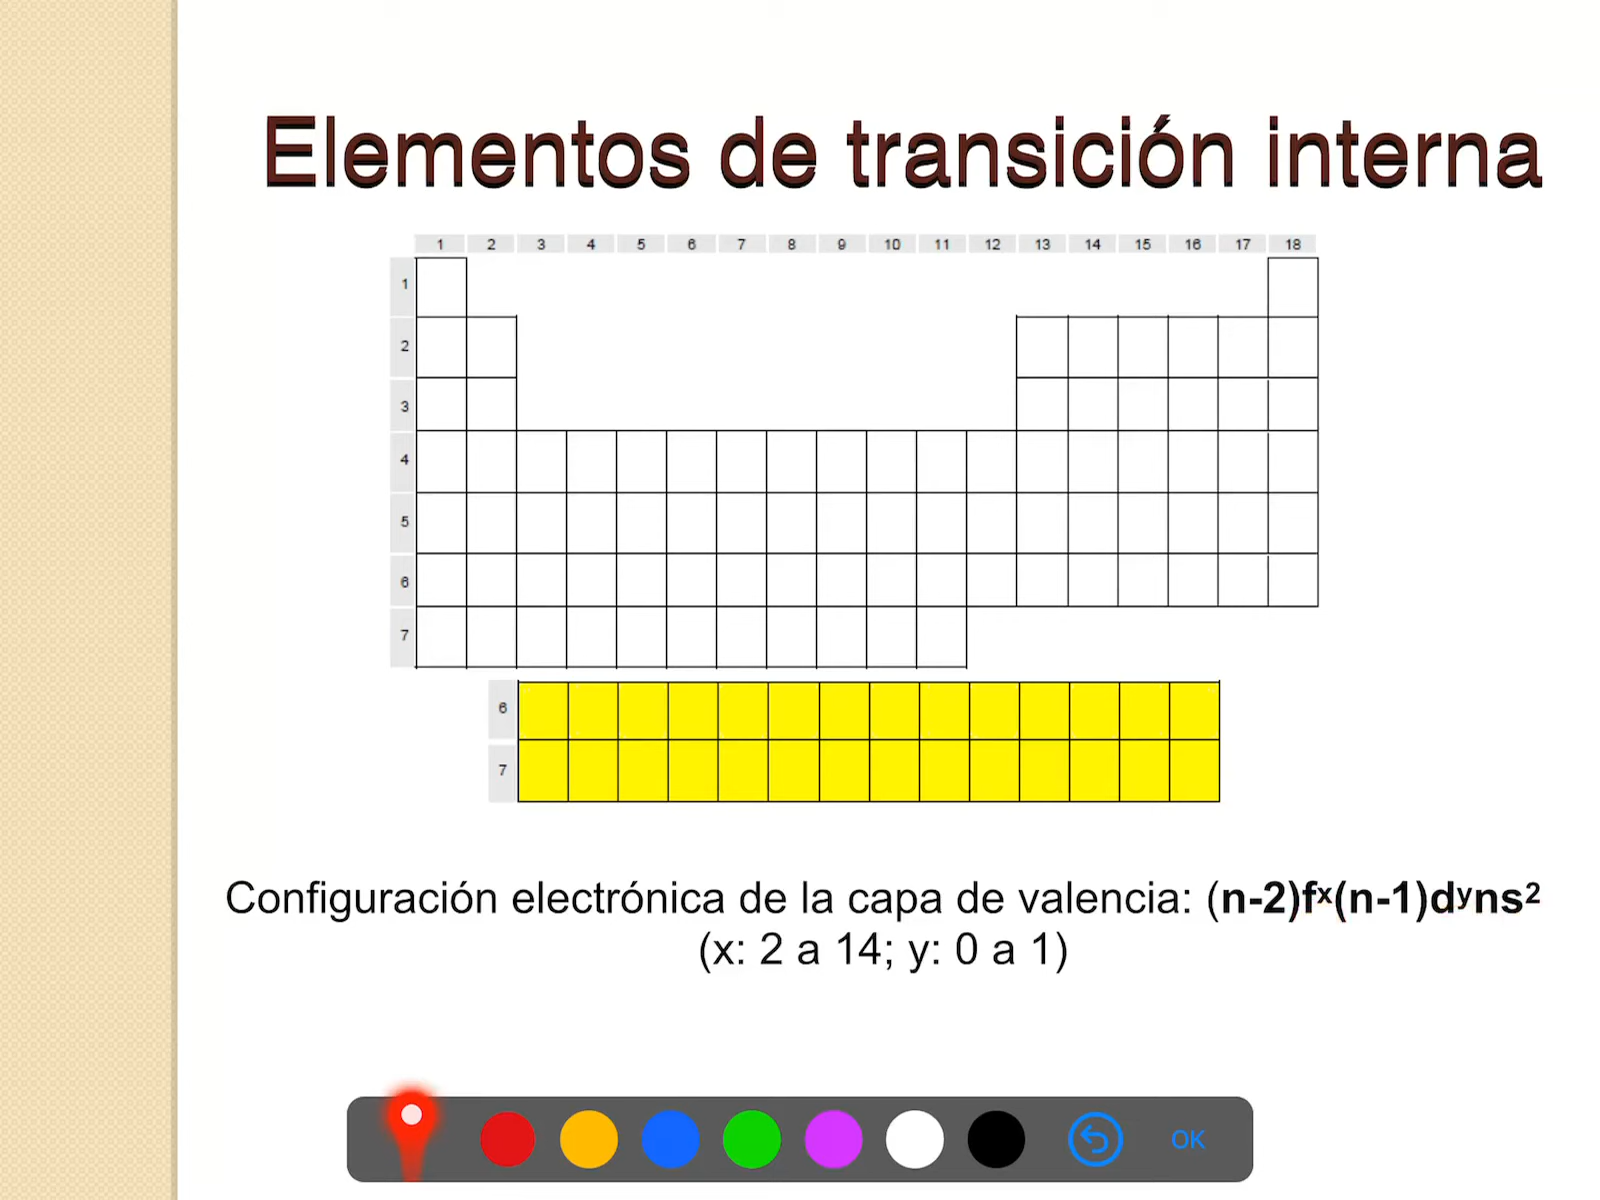 Elementos de transición interna
1 2 3 4 5 6 7 8 9 10 11 12 13 14 15 16 17 18
1
2
3
4
5
6
7
6
7
Configuración electrónica de la capa de valencia: (n-2)fˣ(n-1)dʸns²
(x: 2 a 14; y: 0 a 1)
OK